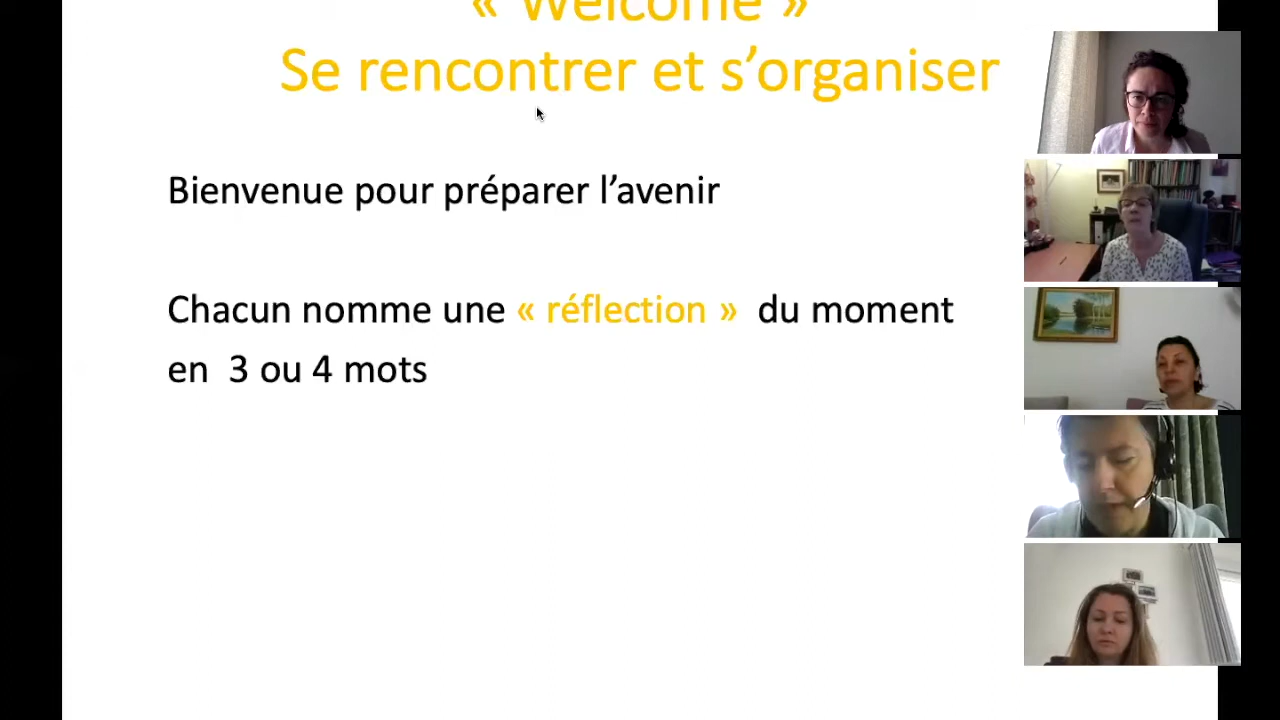 « Welcome »
Se rencontrer et s’organiser
Bienvenue pour préparer l’avenir
Chacun nomme une « réflection » du moment
en 3 ou 4 mots